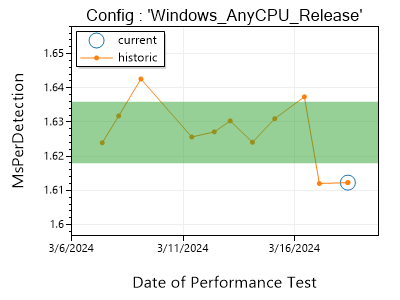 Config : 'Windows_AnyCPU_Release'
current
historic
1.65
1.64
1.63
1.62
1.61
1.6
MsPerDetection
3/6/2024
3/11/2024
3/16/2024
Date of Performance Test